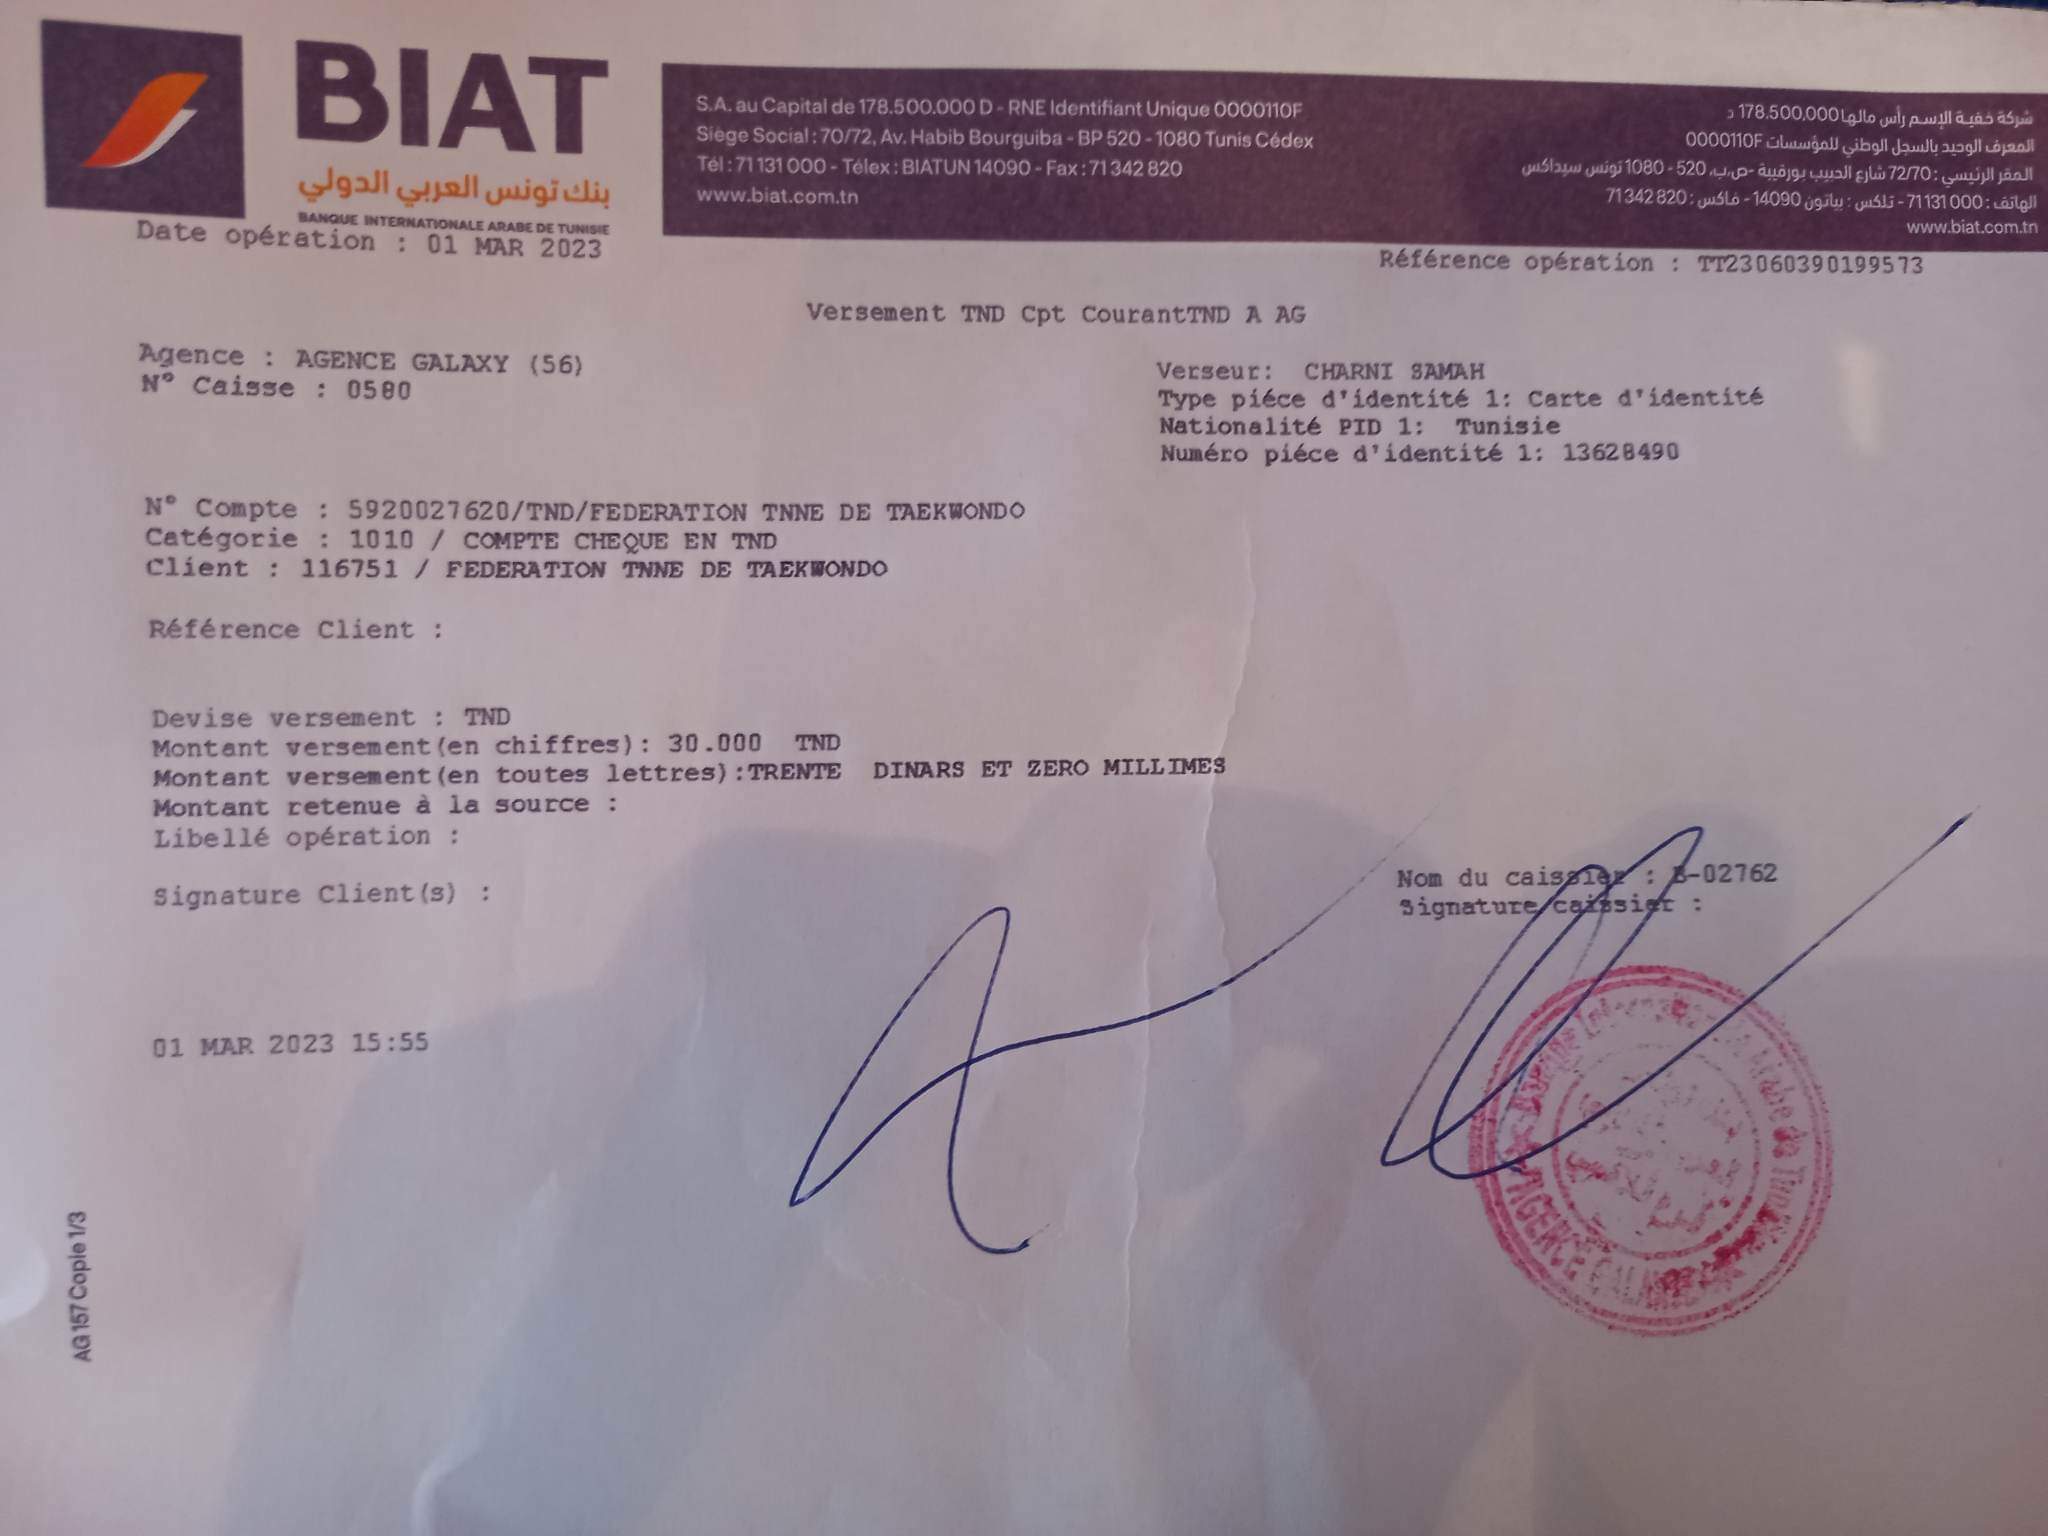 BIAT
بنك تونس العربي الدولي
BANQUE INTERNATIONALE ARABE DE TUNISIE
S.A. au Capital de 178.500.000 D - RNE Identifiant Unique 0000110F
Siège Social : 70/72, Av. Habib Bourguiba - BP 520 - 1080 Tunis Cédex
Tél : 71 131 000 - Télex : BIATUN 14090 - Fax : 71 342 820
www.biat.com.tn
شركة خفية الإسم رأس مالها 178.500.000 د
المعرف الوحيد بالسجل الوطني للمؤسسات 0000110F
المقر الرئيسي : 72/70 شارع الحبيب بورقيبة -ص.ب. 520 - 1080 تونس سيداكس
الهاتف : 71 131 000 - تلكس : بياتون 14090 - فاكس : 71 342 820
www.biat.com.tn
Date opération : 01 MAR 2023
Référence opération : TT23060390199573
Versement TND Cpt CourantTND A AG
Agence : AGENCE GALAXY (56)
N° Caisse : 0580
Verseur: CHARNI SAMAH
Type piéce d'identité 1: Carte d'identité
Nationalité PID 1: Tunisie
Numéro piéce d'identité 1: 13628490
N° Compte : 5920027620/TND/FEDERATION TNNE DE TAEKWONDO
Catégorie : 1010 / COMPTE CHEQUE EN TND
Client : 116751 / FEDERATION TNNE DE TAEKWONDO
Référence Client :
Devise versement : TND
Montant versement(en chiffres): 30.000 TND
Montant versement(en toutes lettres):TRENTE DINARS ET ZERO MILLIMES
Montant retenue à la source :
Libellé opération :
Signature Client(s) :
Nom du caissier : B-02762
Signature caissier :
01 MAR 2023 15:55
Arabe de Tunisie
AGENCE
AG 157 Copie 1/3